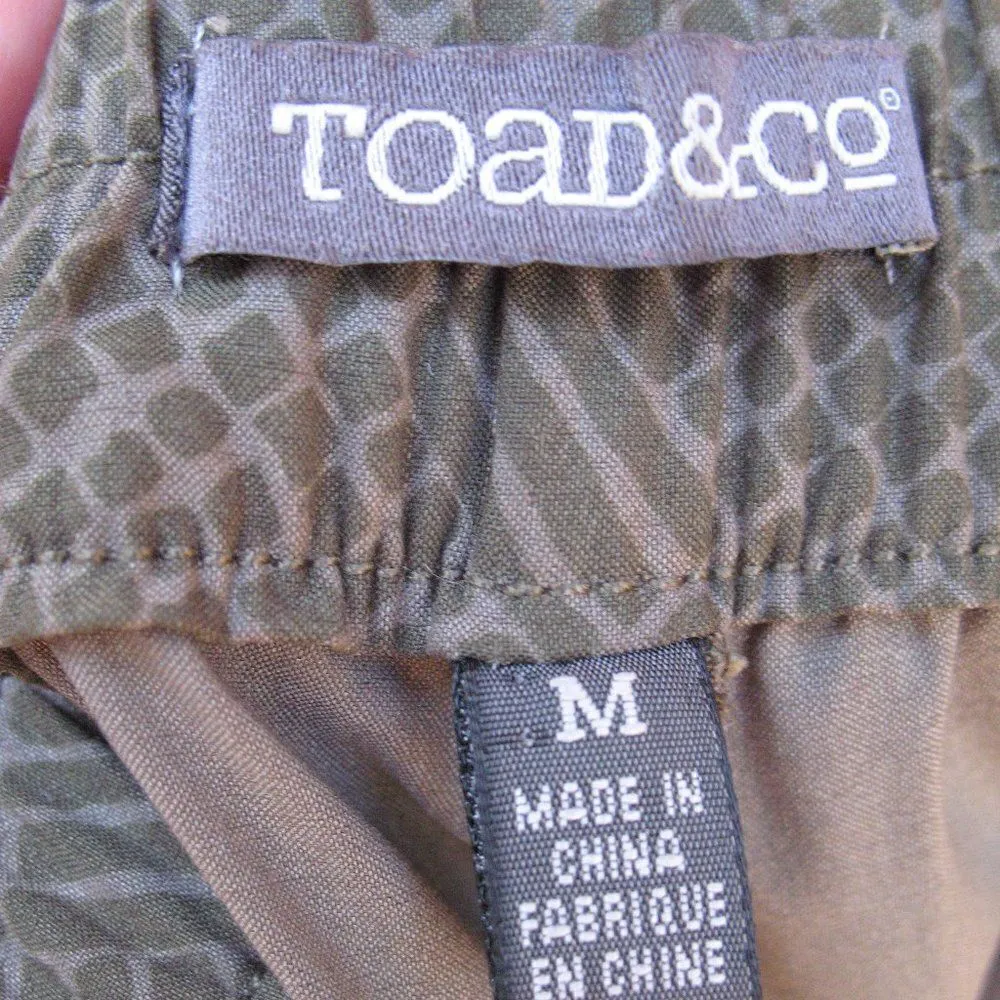 TOAD&CO®
M
MADE IN
CHINA
FABRIQUE
EN CHINE